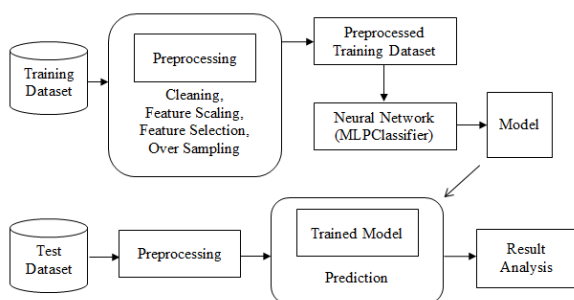 Training
Dataset
Preprocessing
Cleaning,
Feature Scaling,
Feature Selection,
Over Sampling
Preprocessed
Training Dataset
Neural Network
(MLPClassifier)
Model
Test
Dataset
Preprocessing
Trained Model
Prediction
Result
Analysis